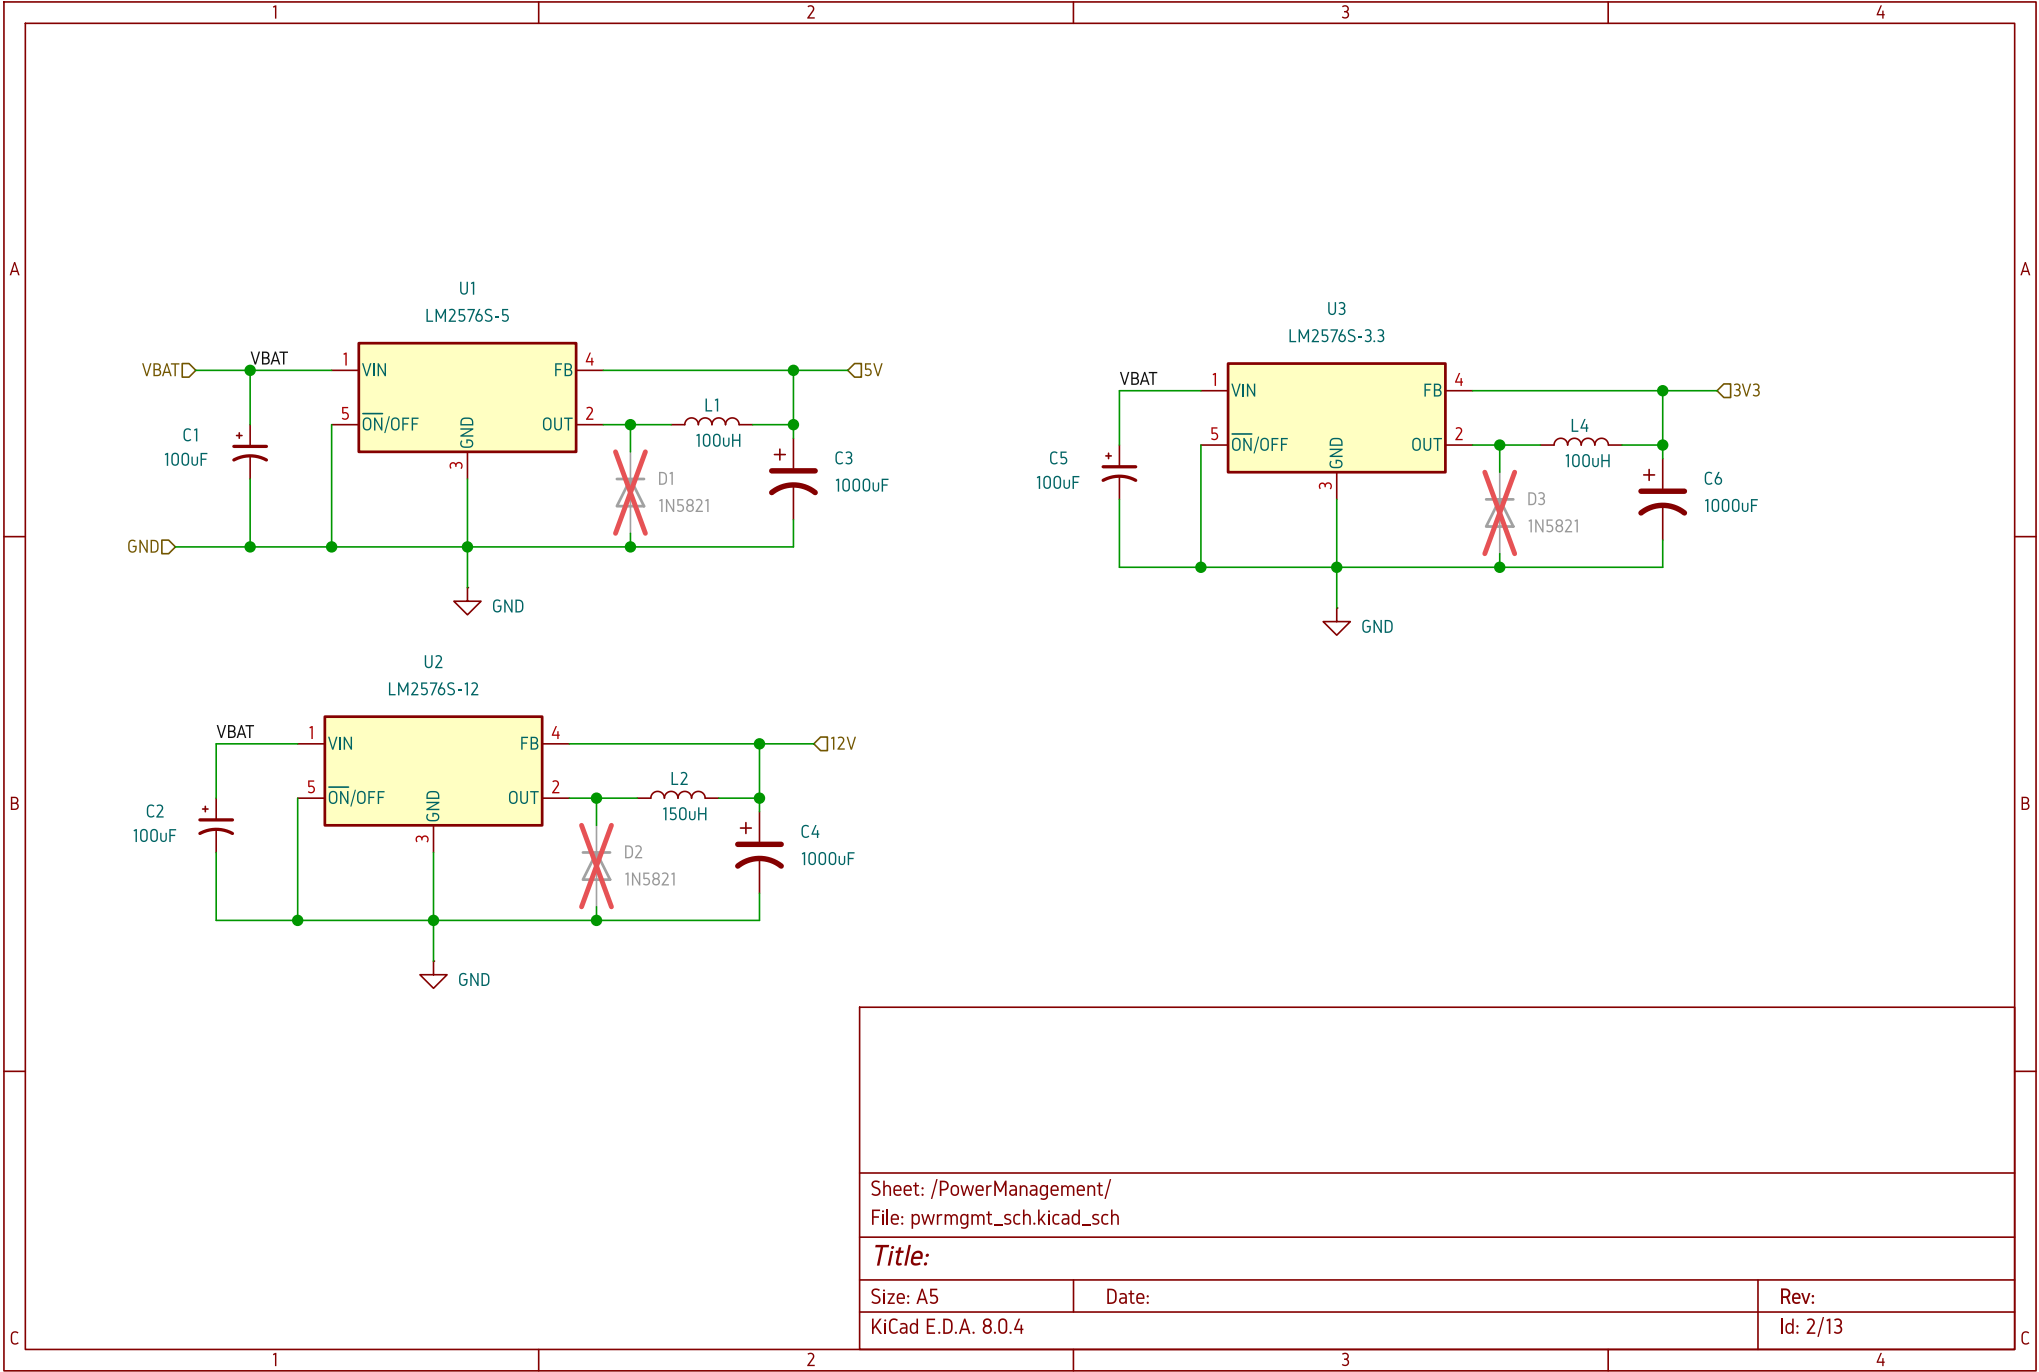 1 2 3 4
A A
U1
LM2576S-5
VBAT
VBAT
1 VIN
FB 4
5V
5 ON/OFF
GND
3
OUT 2
L1
100uH
C1
100uF
D1
1N5821
C3
1000uF
GND
GND
U3
LM2576S-3.3
VBAT
1 VIN
FB 4
3V3
5 ON/OFF
GND
3
OUT 2
L4
100uH
C5
100uF
D3
1N5821
C6
1000uF
GND
U2
LM2576S-12
VBAT
1 VIN
FB 4
12V
5 ON/OFF
GND
3
OUT 2
L2
150uH
C2
100uF
D2
1N5821
C4
1000uF
GND
B B
Sheet: /PowerManagement/
File: pwrmgmt_sch.kicad_sch
Title:
Size: A5 Date: Rev:
KiCad E.D.A. 8.0.4 Id: 2/13
C C
1 2 3 4